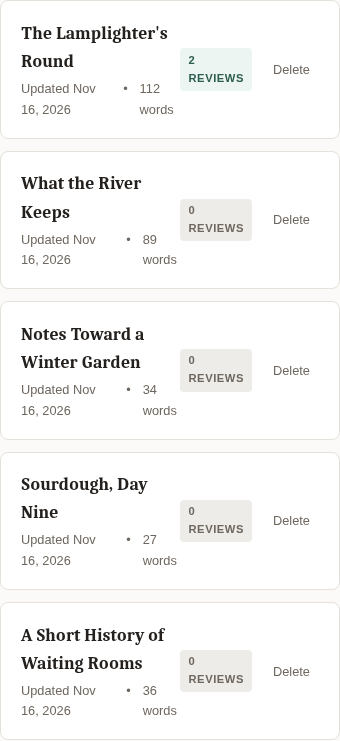 The Lamplighter's
Round
Updated Nov
16, 2026
•
112
words
2
REVIEWS
Delete
What the River
Keeps
Updated Nov
16, 2026
•
89
words
0
REVIEWS
Delete
Notes Toward a
Winter Garden
Updated Nov
16, 2026
•
34
words
0
REVIEWS
Delete
Sourdough, Day
Nine
Updated Nov
16, 2026
•
27
words
0
REVIEWS
Delete
A Short History of
Waiting Rooms
Updated Nov
16, 2026
•
36
words
0
REVIEWS
Delete